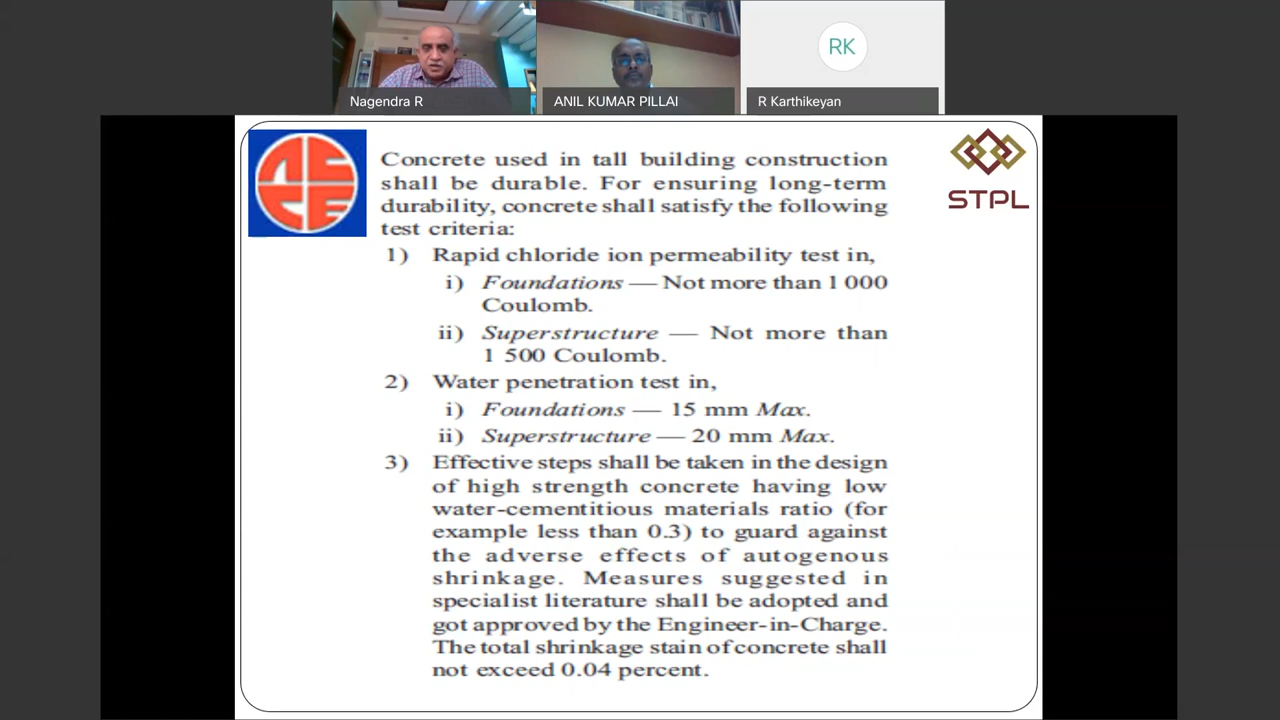 RK
Nagendra R
ANIL KUMAR PILLAI
R Karthikeyan
ACRE
STPL
Concrete used in tall building construction
shall be durable. For ensuring long-term
durability, concrete shall satisfy the following
test criteria:
1) Rapid chloride ion permeability test in,
i) Foundations — Not more than 1 000
Coulomb.
ii) Superstructure — Not more than
1 500 Coulomb.
2) Water penetration test in,
i) Foundations — 15 mm Max.
ii) Superstructure — 20 mm Max.
3) Effective steps shall be taken in the design
of high strength concrete having low
water-cementitious materials ratio (for
example less than 0.3) to guard against
the adverse effects of autogenous
shrinkage. Measures suggested in
specialist literature shall be adopted and
got approved by the Engineer-in-Charge.
The total shrinkage stain of concrete shall
not exceed 0.04 percent.